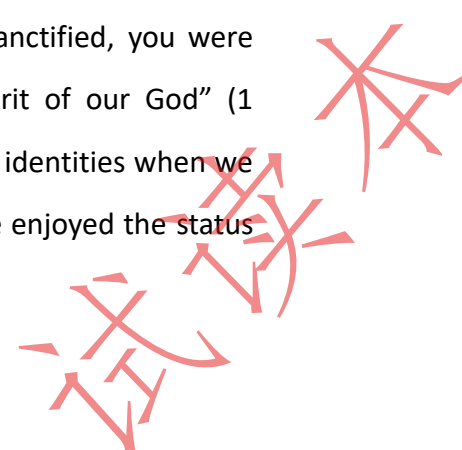 anctified, you were
rit of our God” (1
identities when we
e enjoyed the status
试读本